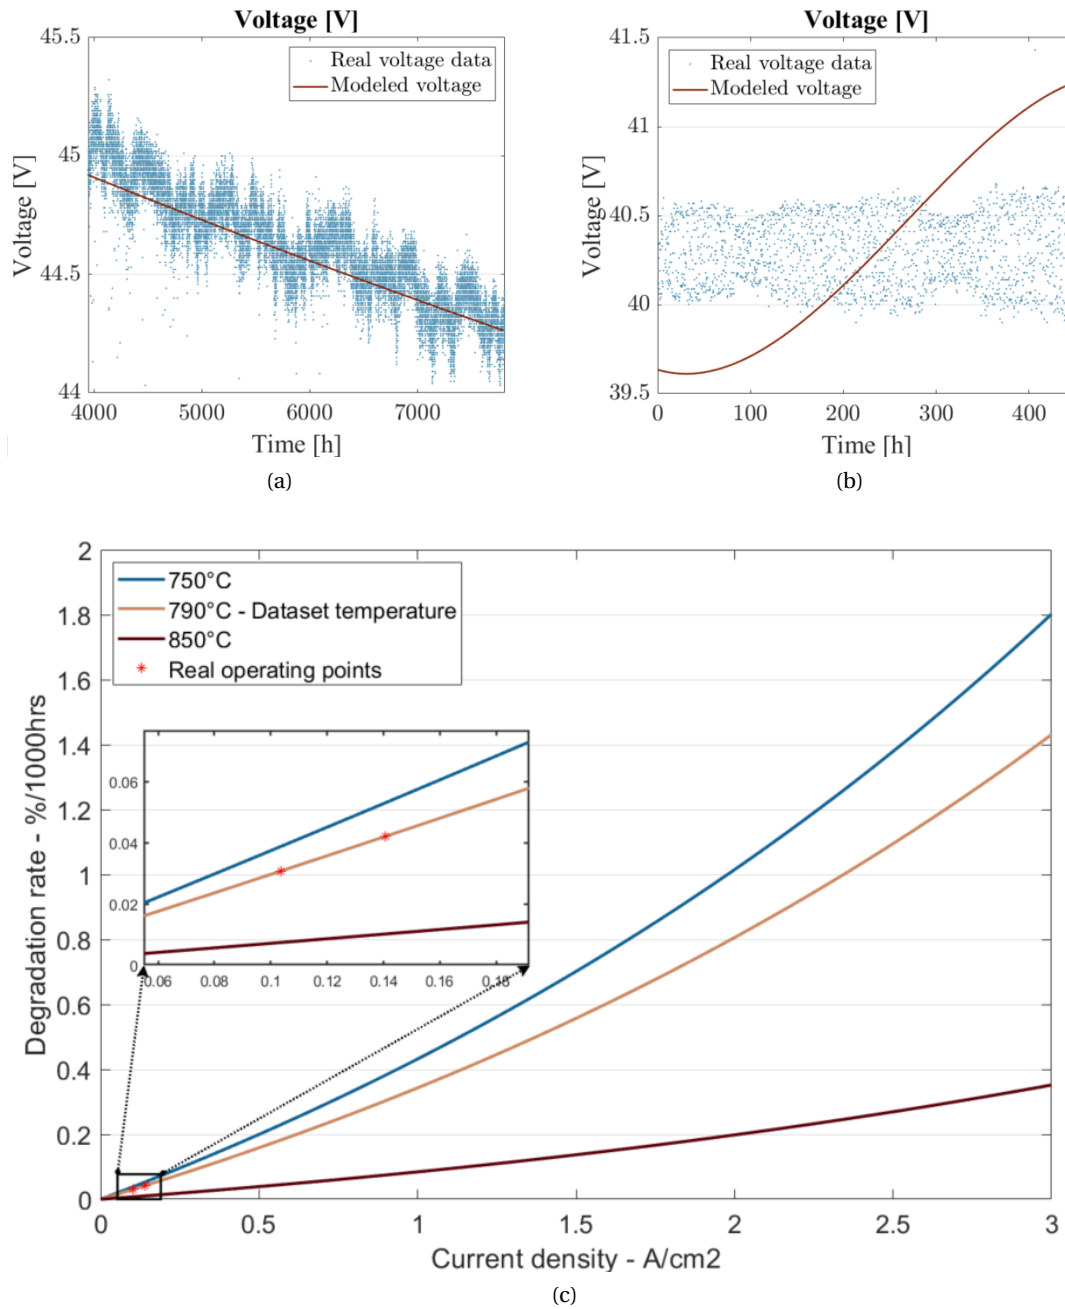 Voltage [V]
45.5
45
44.5
44
Voltage [V]
Real voltage data
Modeled voltage
4000 5000 6000 7000
Time [h]
(a)
Voltage [V]
41.5
41
40.5
40
39.5
Voltage [V]
Real voltage data
Modeled voltage
0 100 200 300 400
Time [h]
(b)
2
1.8
1.6
1.4
1.2
1
0.8
0.6
0.4
0.2
0
Degradation rate - %/1000hrs
750°C
790°C - Dataset temperature
850°C
Real operating points
0.06
0.04
0.02
0
0.06 0.08 0.1 0.12 0.14 0.16 0.18
0 0.5 1 1.5 2 2.5 3
Current density - A/cm2
(c)